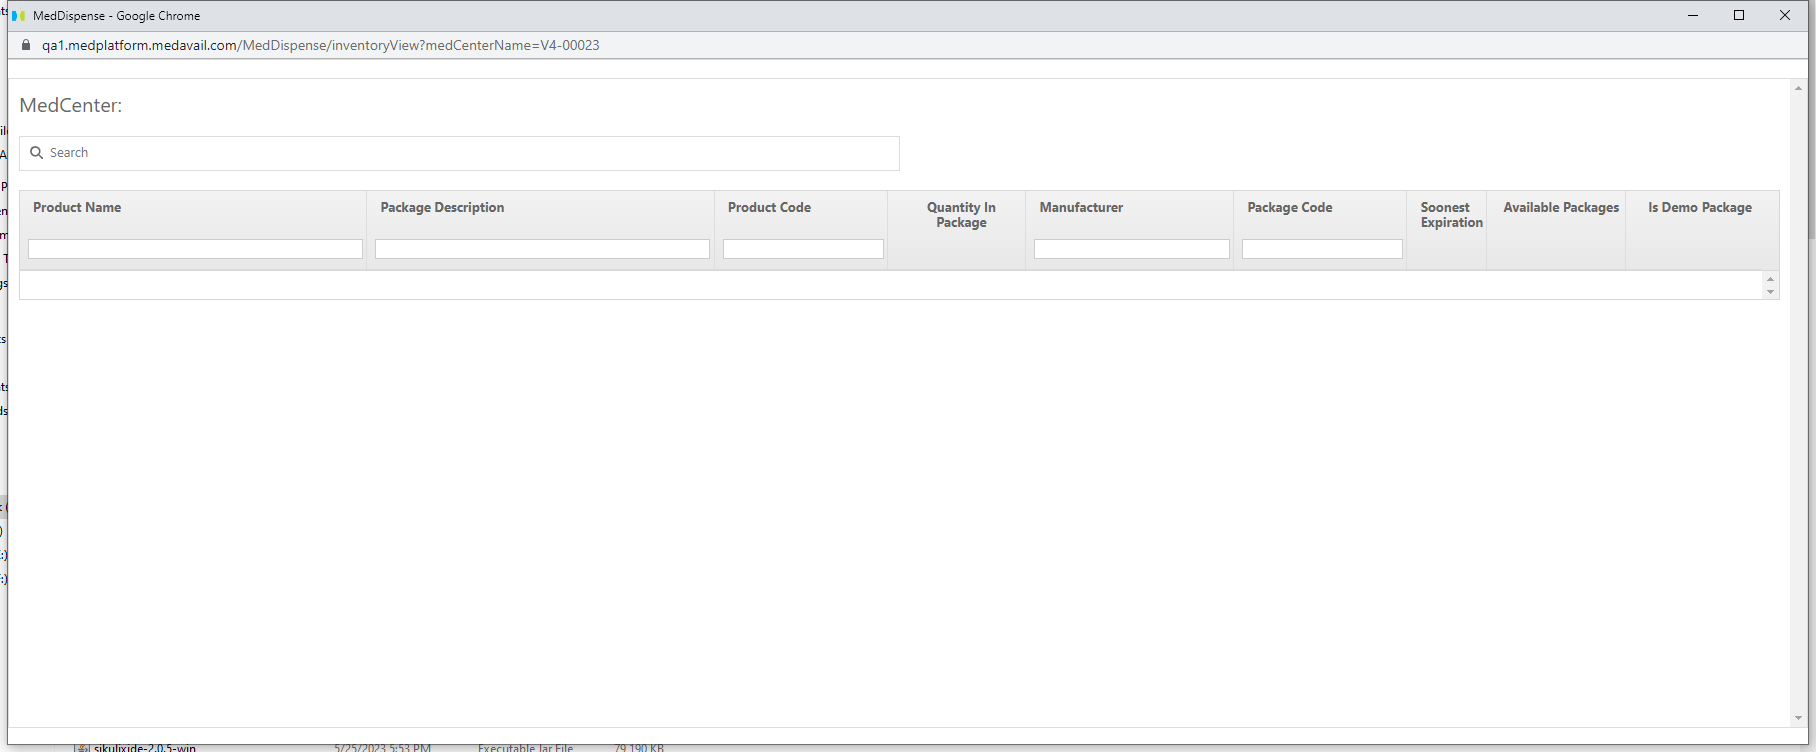 MedDispense - Google Chrome
qa1.medplatform.medavail.com/MedDispense/inventoryView?medCenterName=V4-00023
MedCenter:
Search
Product Name
Package Description
Product Code
Quantity In
Package
Manufacturer
Package Code
Soonest
Expiration
Available Packages
Is Demo Package
sikulixide-2.0.5-win 5/25/2023 5:53 PM Executable Jar File 79,190 KB